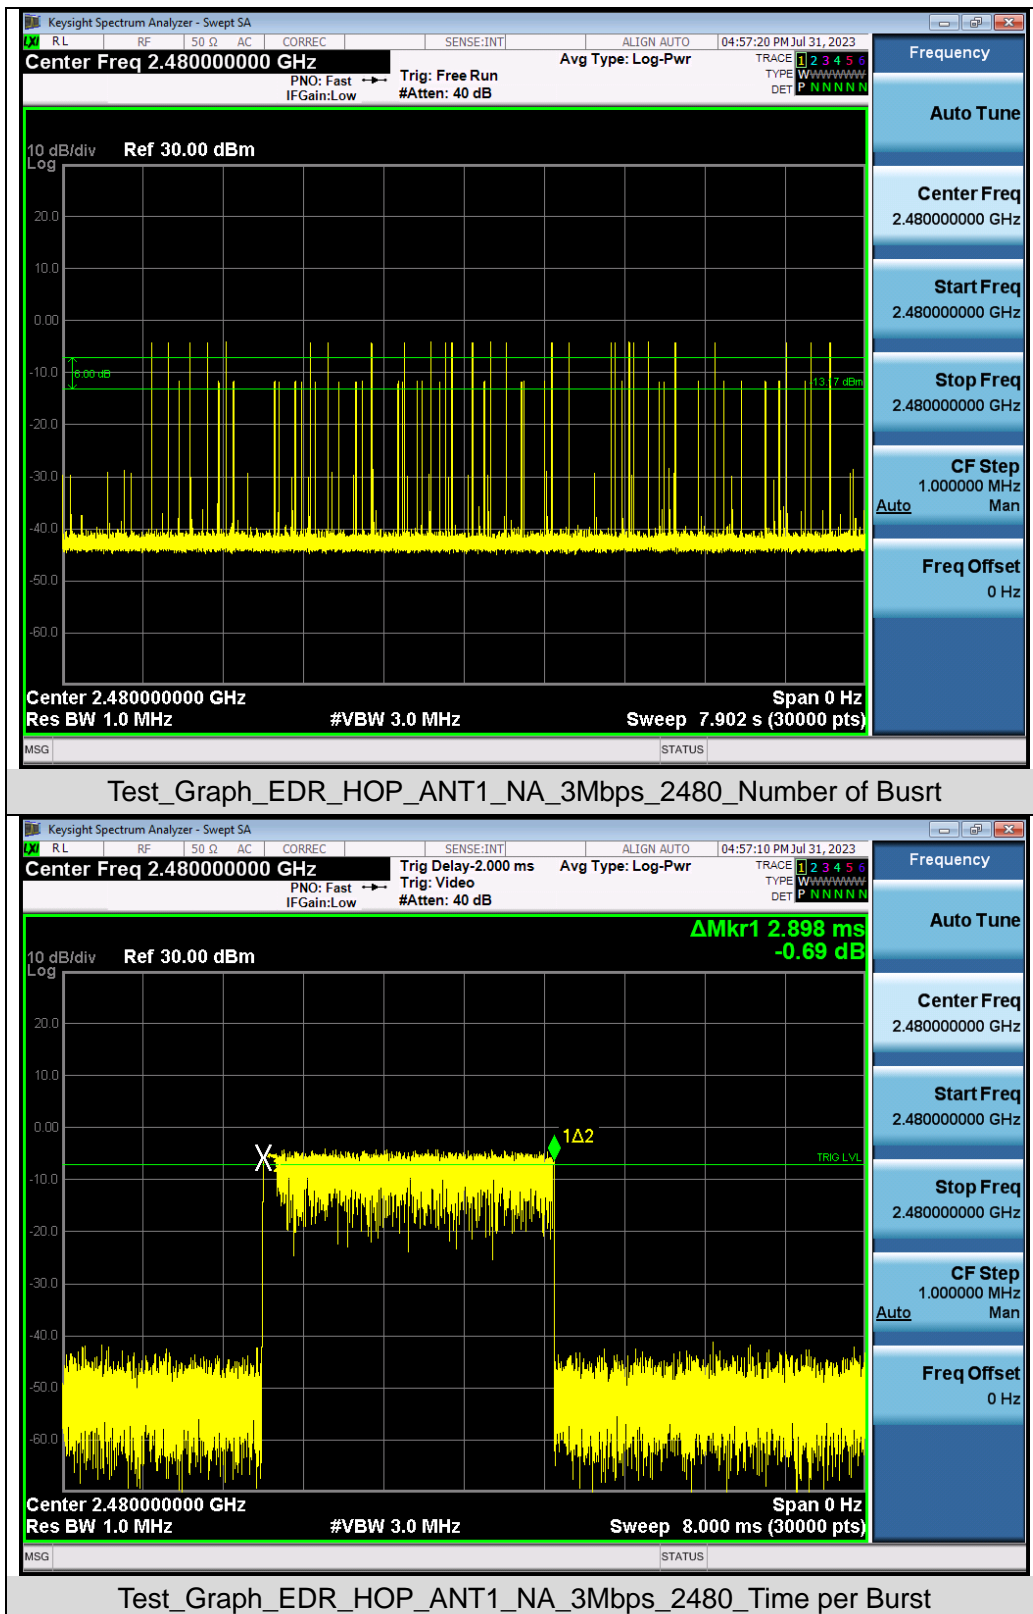 Keysight Spectrum Analyzer - Swept SA
LXI RL RF 50 Ω AC CORREC SENSE:INT ALIGN AUTO 04:57:20 PM Jul 31, 2023
Center Freq 2.480000000 GHz Avg Type: Log-Pwr TRACE 1 2 3 4 5 6
PNO: Fast Trig: Free Run TYPE WWWWWW
IFGain:Low #Atten: 40 dB DET P N N N N N
Frequency
Auto Tune
Center Freq
2.480000000 GHz
Start Freq
2.480000000 GHz
Stop Freq
2.480000000 GHz
CF Step
1.000000 MHz
Auto Man
Freq Offset
0 Hz
10 dB/div Ref 30.00 dBm
Log
20.0
10.0
0.00
-10.0 6.00 dB -13.17 dBm
-20.0
-30.0
-40.0
-50.0
-60.0
Center 2.480000000 GHz Span 0 Hz
Res BW 1.0 MHz #VBW 3.0 MHz Sweep 7.902 s (30000 pts)
MSG STATUS
Test_Graph_EDR_HOP_ANT1_NA_3Mbps_2480_Number of Busrt
Keysight Spectrum Analyzer - Swept SA
LXI RL RF 50 Ω AC CORREC SENSE:INT ALIGN AUTO 04:57:10 PM Jul 31, 2023
Center Freq 2.480000000 GHz Trig Delay-2.000 ms Avg Type: Log-Pwr TRACE 1 2 3 4 5 6
PNO: Fast Trig: Video TYPE WWWWWW
IFGain:Low #Atten: 40 dB DET P N N N N N
Frequency
Auto Tune
Center Freq
2.480000000 GHz
Start Freq
2.480000000 GHz
Stop Freq
2.480000000 GHz
CF Step
1.000000 MHz
Auto Man
Freq Offset
0 Hz
ΔMkr1 2.898 ms
-0.69 dB
10 dB/div Ref 30.00 dBm
Log
20.0
10.0
0.00
1Δ2
TRIG LVL
-10.0
-20.0
-30.0
-40.0
-50.0
-60.0
Center 2.480000000 GHz Span 0 Hz
Res BW 1.0 MHz #VBW 3.0 MHz Sweep 8.000 ms (30000 pts)
MSG STATUS
Test_Graph_EDR_HOP_ANT1_NA_3Mbps_2480_Time per Burst